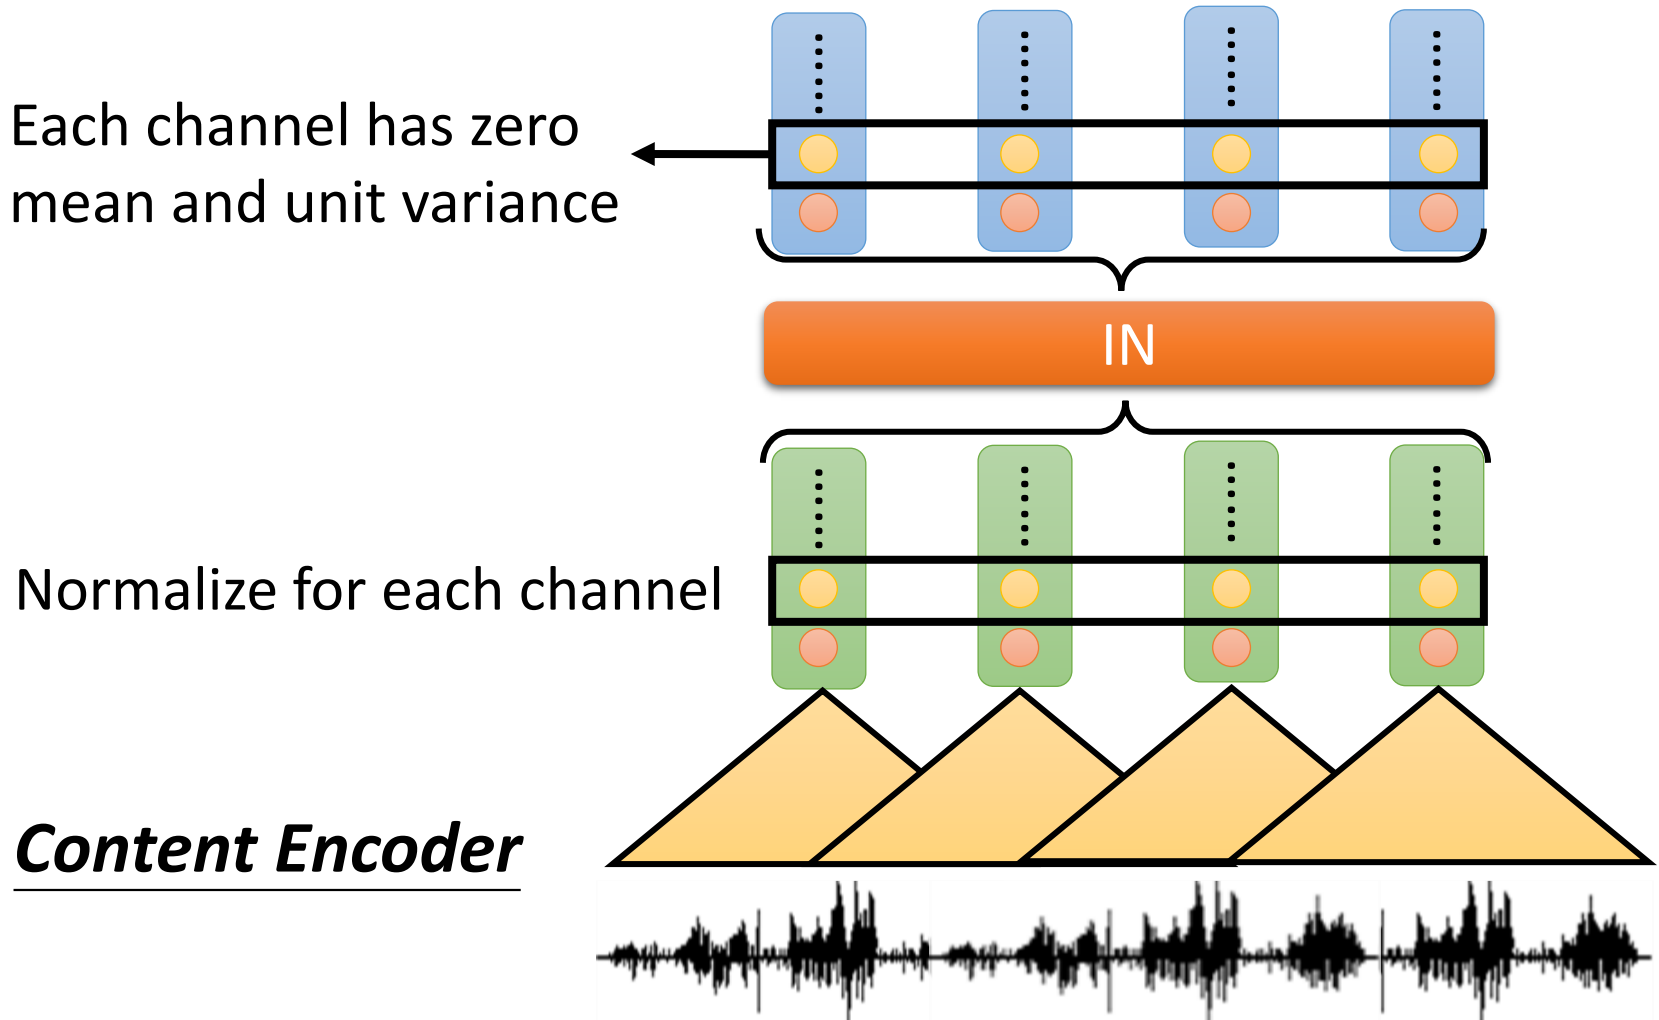 Each channel has zero
mean and unit variance
IN
Normalize for each channel
Content Encoder